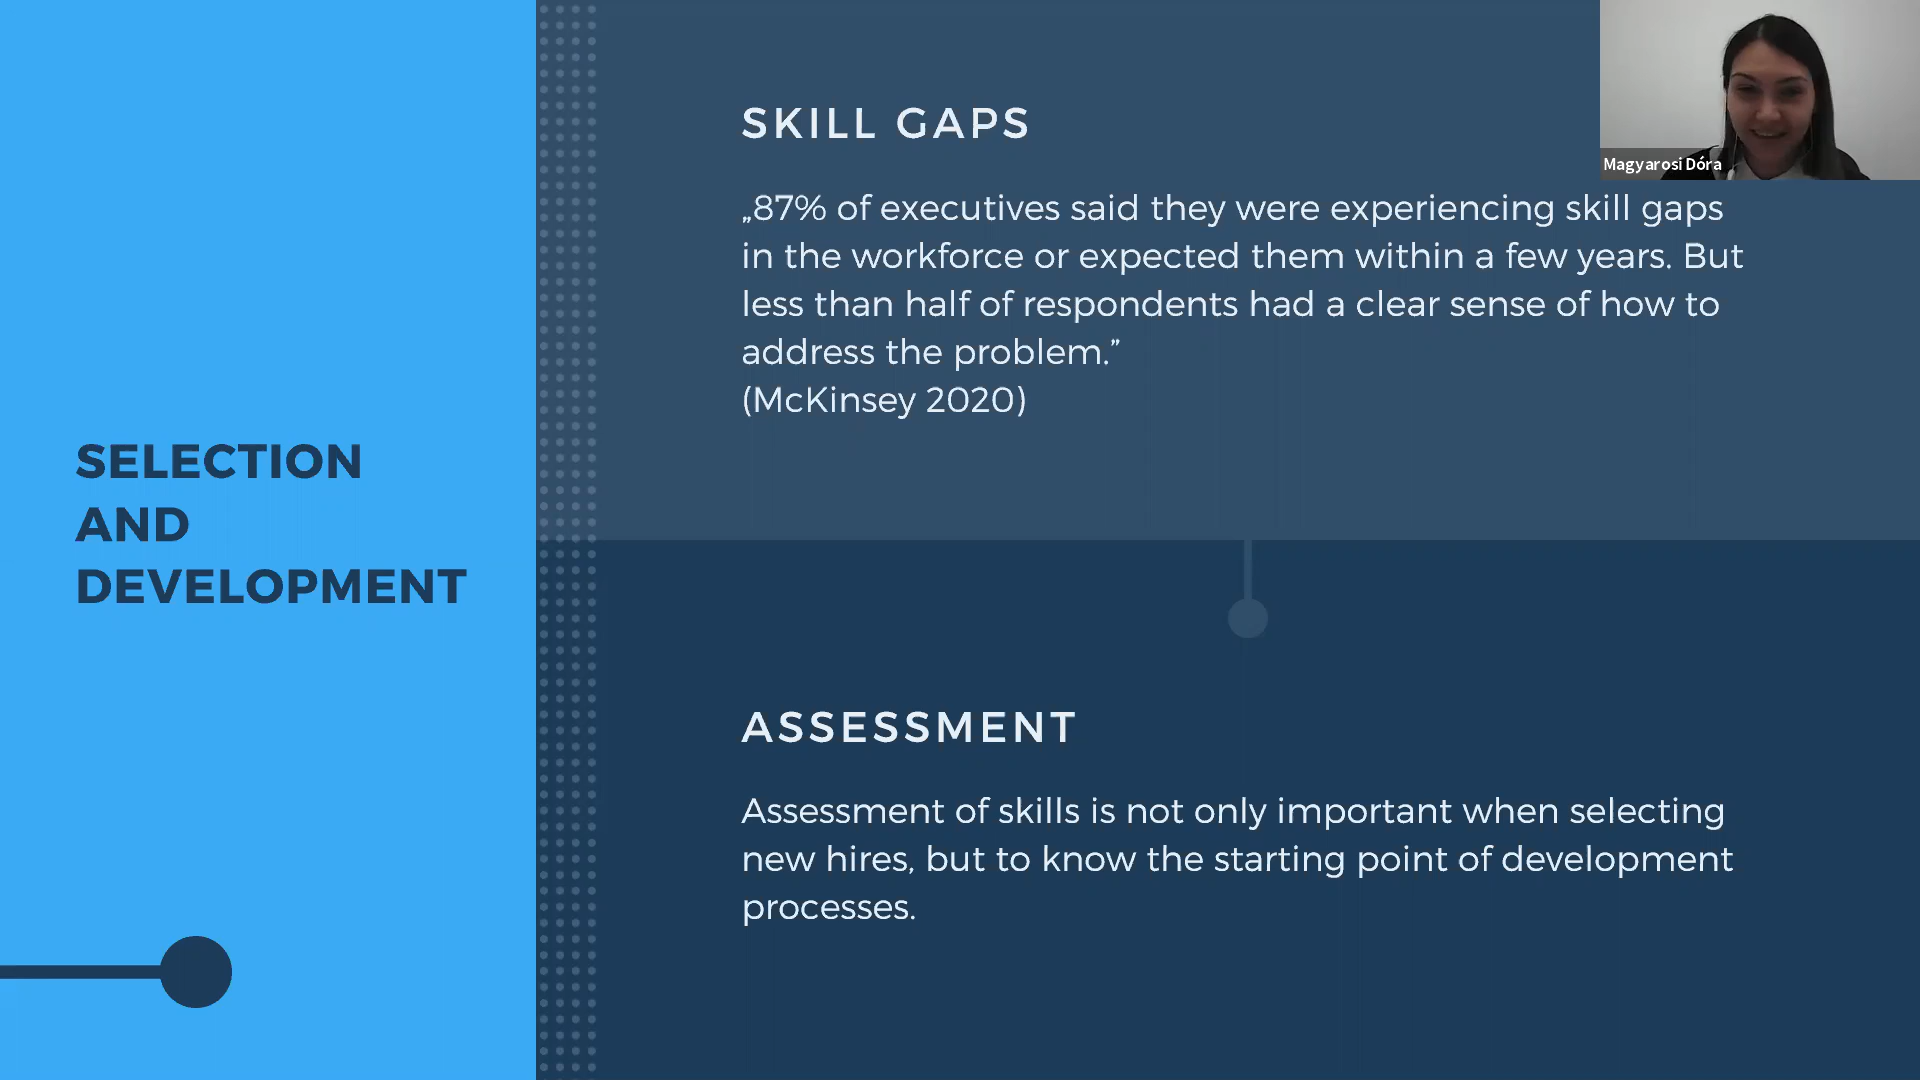 SELECTION
AND
DEVELOPMENT
SKILL GAPS
„87% of executives said they were experiencing skill gaps
in the workforce or expected them within a few years. But
less than half of respondents had a clear sense of how to
address the problem.”
(McKinsey 2020)
ASSESSMENT
Assessment of skills is not only important when selecting
new hires, but to know the starting point of development
processes.
Magyarosi Dóra